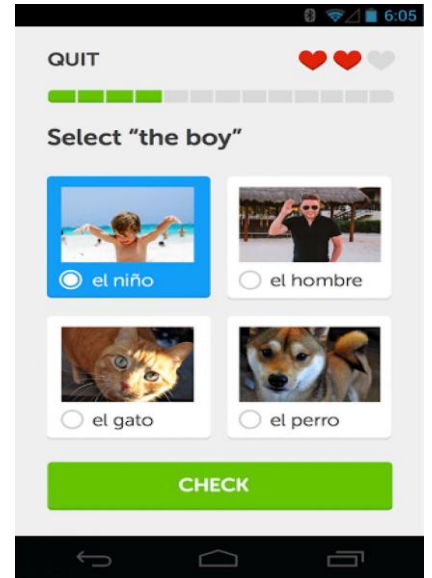 6:05
QUIT
Select “the boy”
el niño
el hombre
el gato
el perro
CHECK